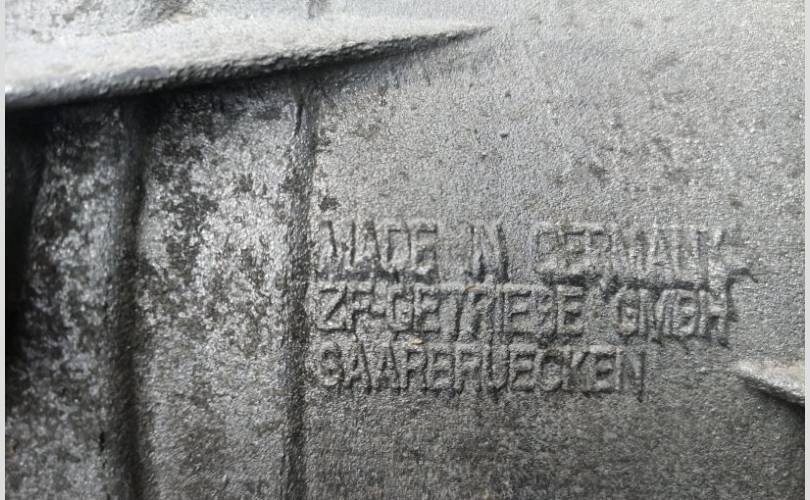 MADE IN GERMANY
ZF-GETRIEBE GMBH
SAARBRUECKEN